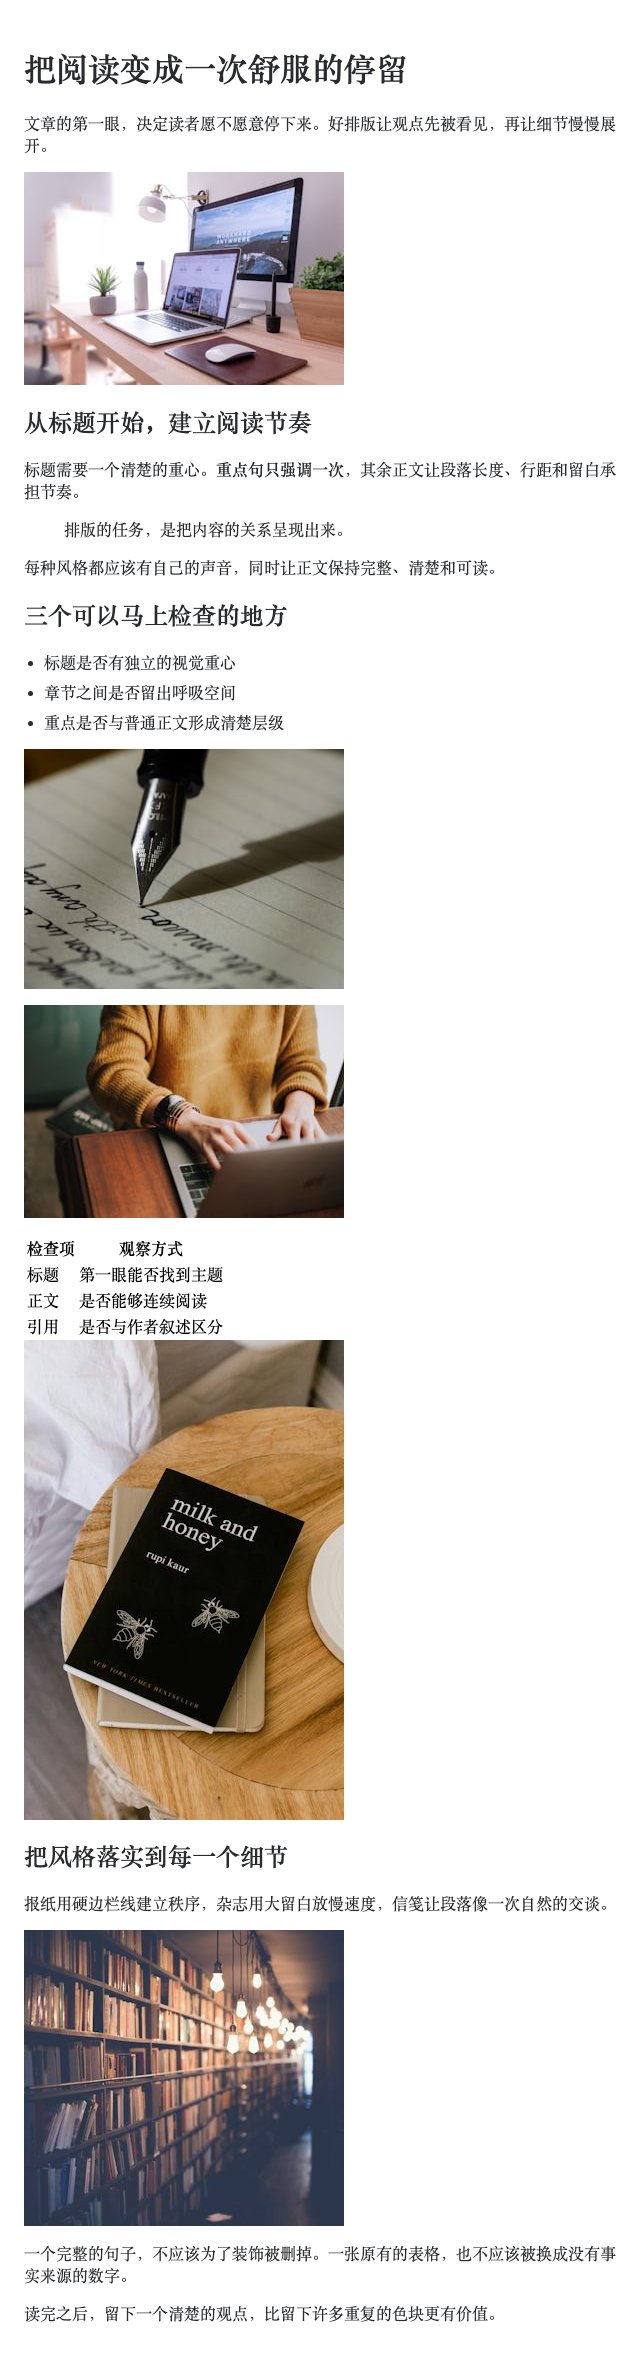 把阅读变成一次舒服的停留
文章的第一眼，决定读者愿不愿意停下来。好排版让观点先被看见，再让细节慢慢展
开。
WORKHARD
ANYWHERE
从标题开始，建立阅读节奏
标题需要一个清楚的重心。重点句只强调一次，其余正文让段落长度、行距和留白承
担节奏。
排版的任务，是把内容的关系呈现出来。
每种风格都应该有自己的声音，同时让正文保持完整、清楚和可读。
三个可以马上检查的地方
• 标题是否有独立的视觉重心
• 章节之间是否留出呼吸空间
• 重点是否与普通正文形成清楚层级
检查项 观察方式
标题 第一眼能否找到主题
正文 是否能够连续阅读
引用 是否与作者叙述区分
milk and
honey
rupi kaur
NEW YORK TIMES BESTSELLER
把风格落实到每一个细节
报纸用硬边栏线建立秩序，杂志用大留白放慢速度，信笺让段落像一次自然的交谈。
一个完整的句子，不应该为了装饰被删掉。一张原有的表格，也不应该被换成没有事
实来源的数字。
读完之后，留下一个清楚的观点，比留下许多重复的色块更有价值。